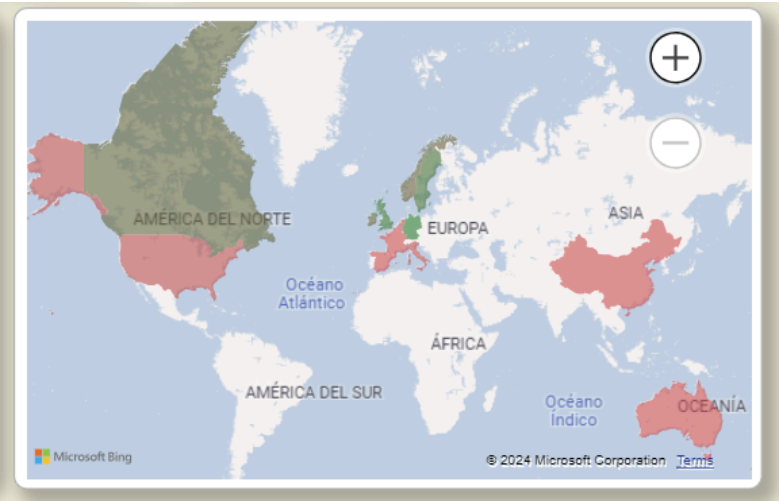 +
−
AMÉRICA DEL NORTE
EUROPA
ASIA
Océano
Atlántico
ÁFRICA
AMÉRICA DEL SUR
Océano
Índico
OCEANÍA
Microsoft Bing
© 2024 Microsoft Corporation Terms